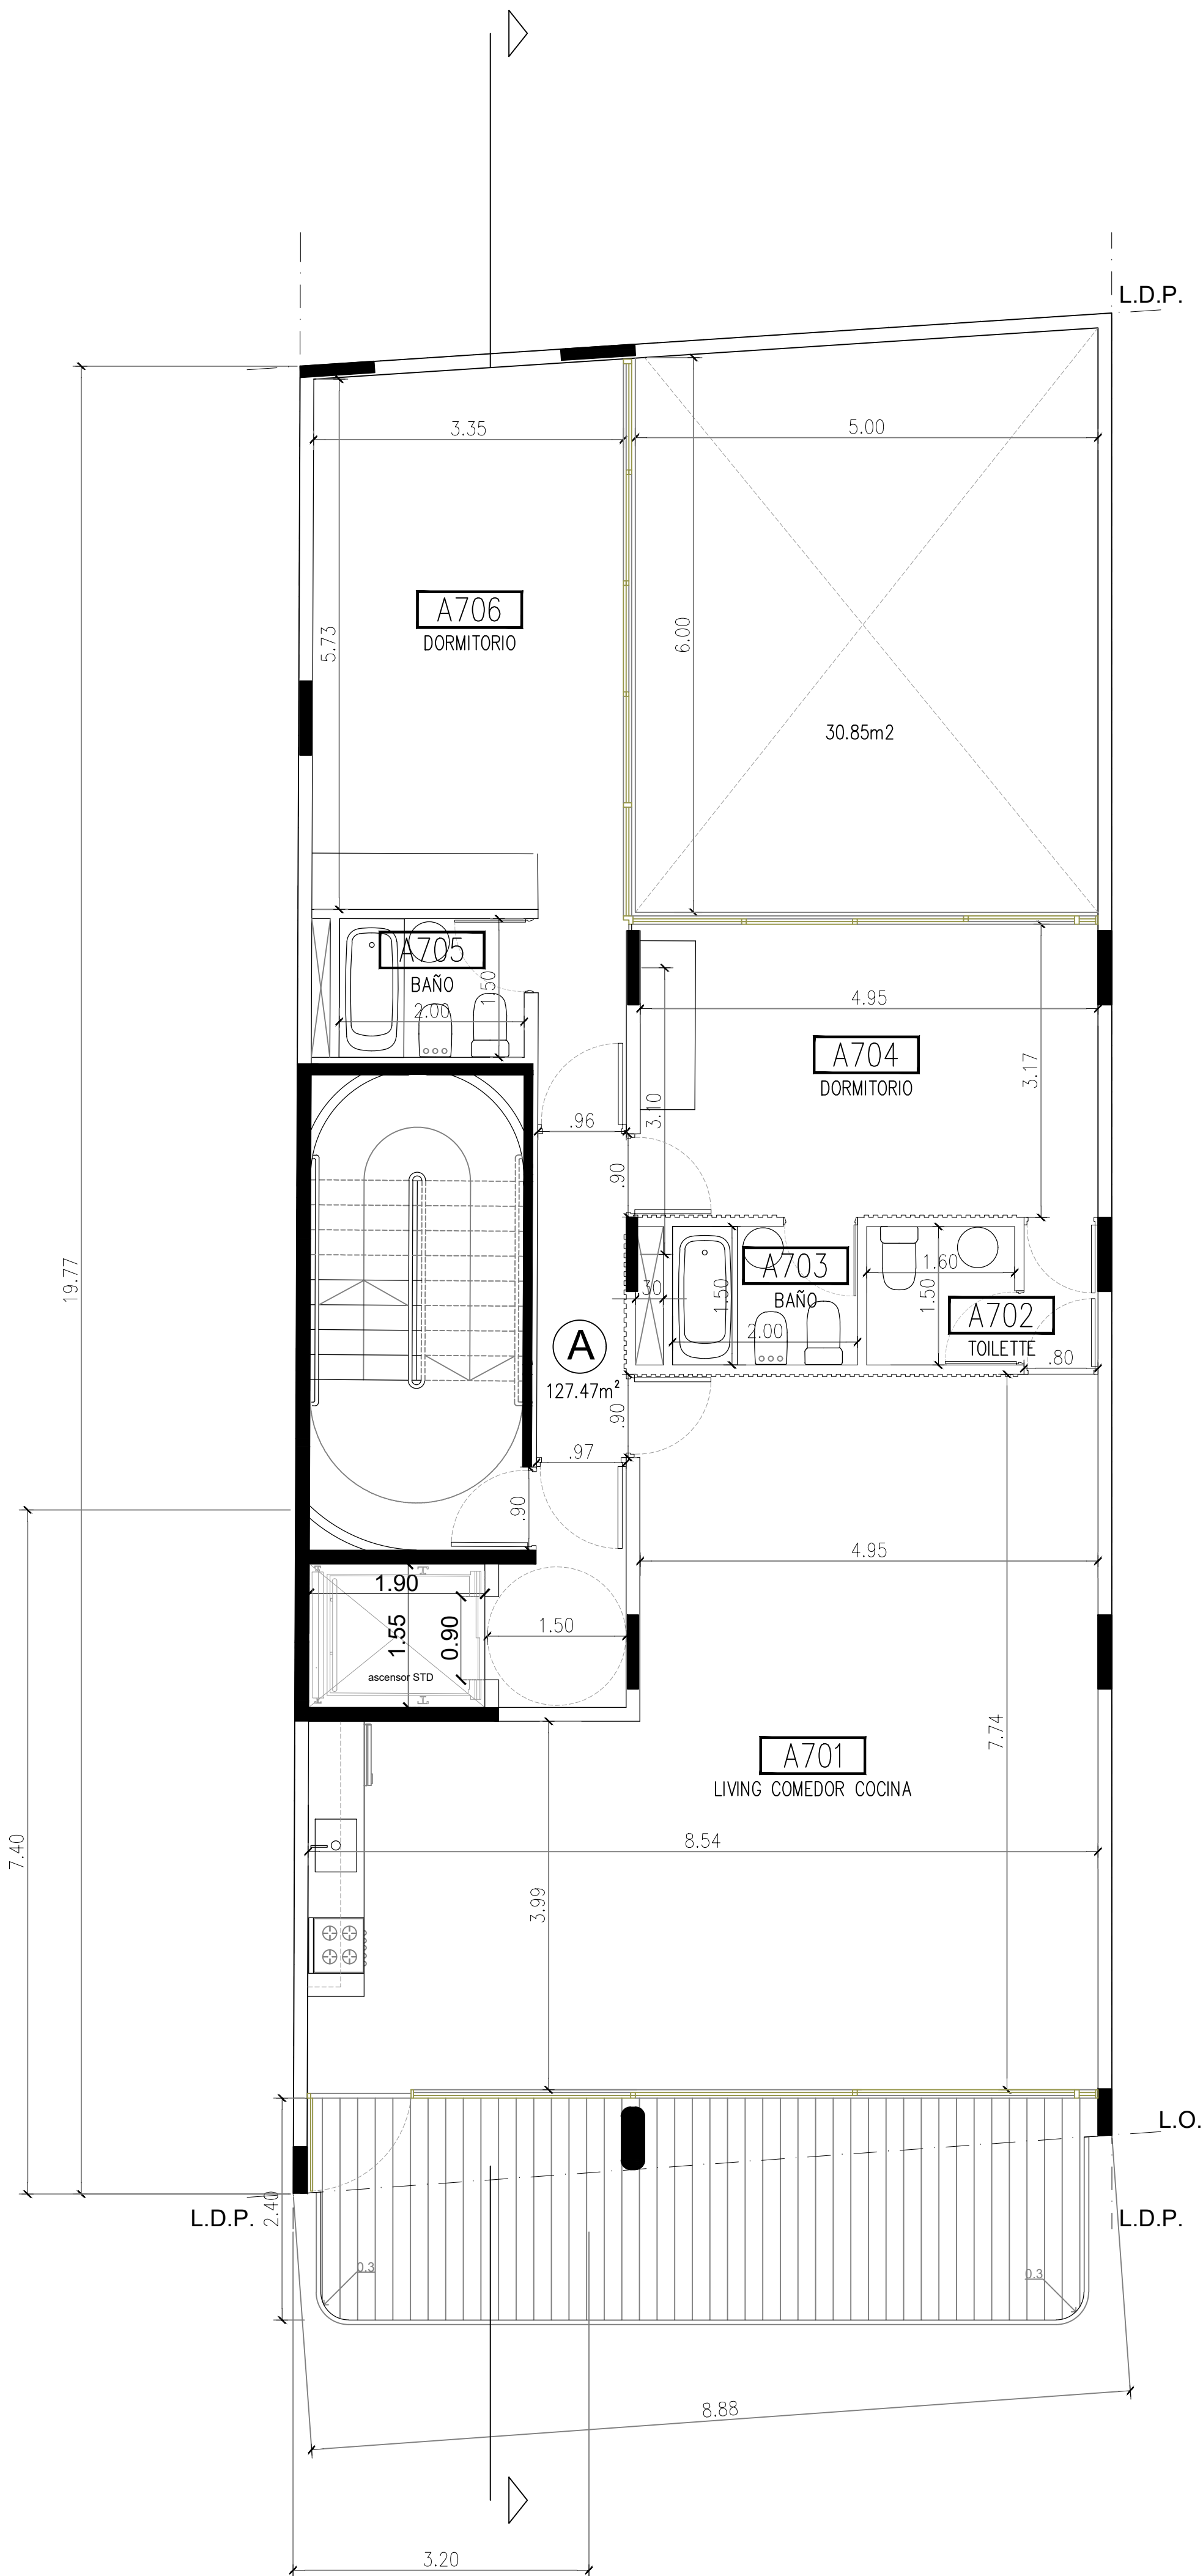 L.D.P.
3.35
5.00
A706
DORMITORIO
5.73
6.00
30.85m2
A705
BAÑO
1.50
2.00
4.95
A704
DORMITORIO
3.17
3.10
.96
.90
19.77
A703
BAÑO
1.50
2.00
30
1.60
1.50
A702
TOILETTE
.80
A
127.47m²
.90
.97
.90
4.95
1.90
1.55
0.90
ascensor STD
1.50
7.74
A701
LIVING COMEDOR COCINA
8.54
7.40
3.99
L.O.
L.D.P.
2.40
L.D.P.
0.3
0.3
8.88
3.20